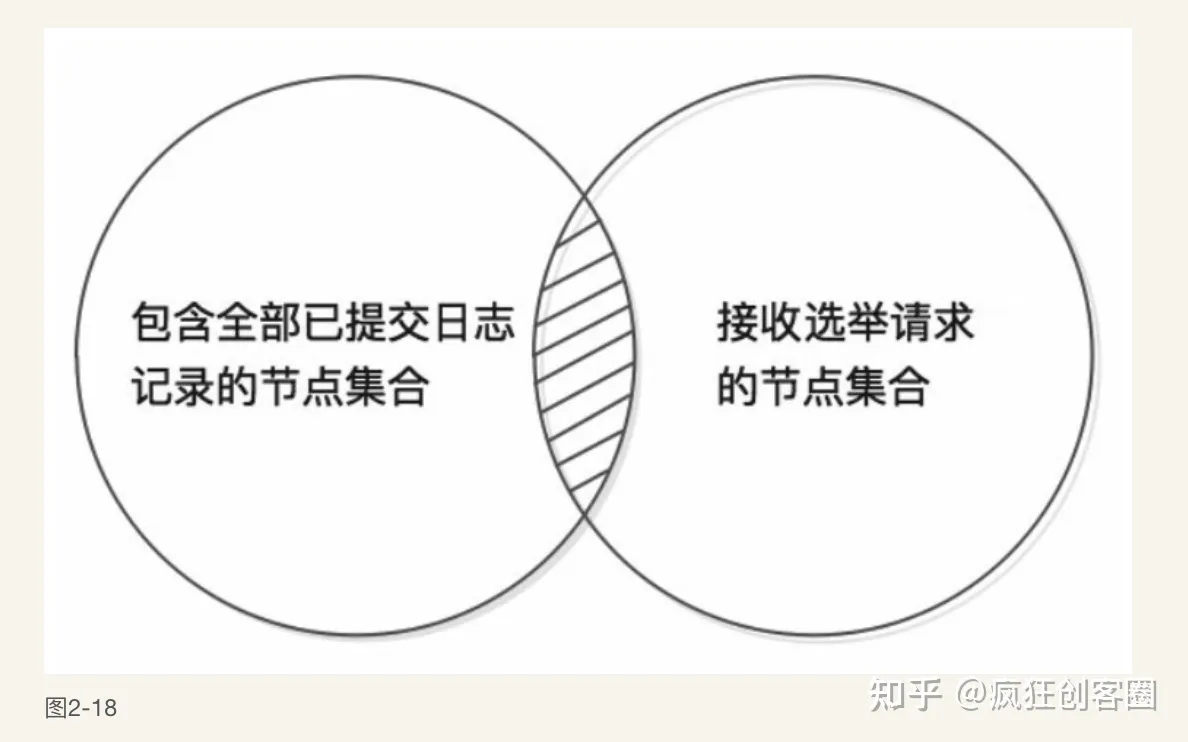 包含全部已提交日志
记录的节点集合
接收选举请求
的节点集合
图2-18
知乎 @疯狂创客圈